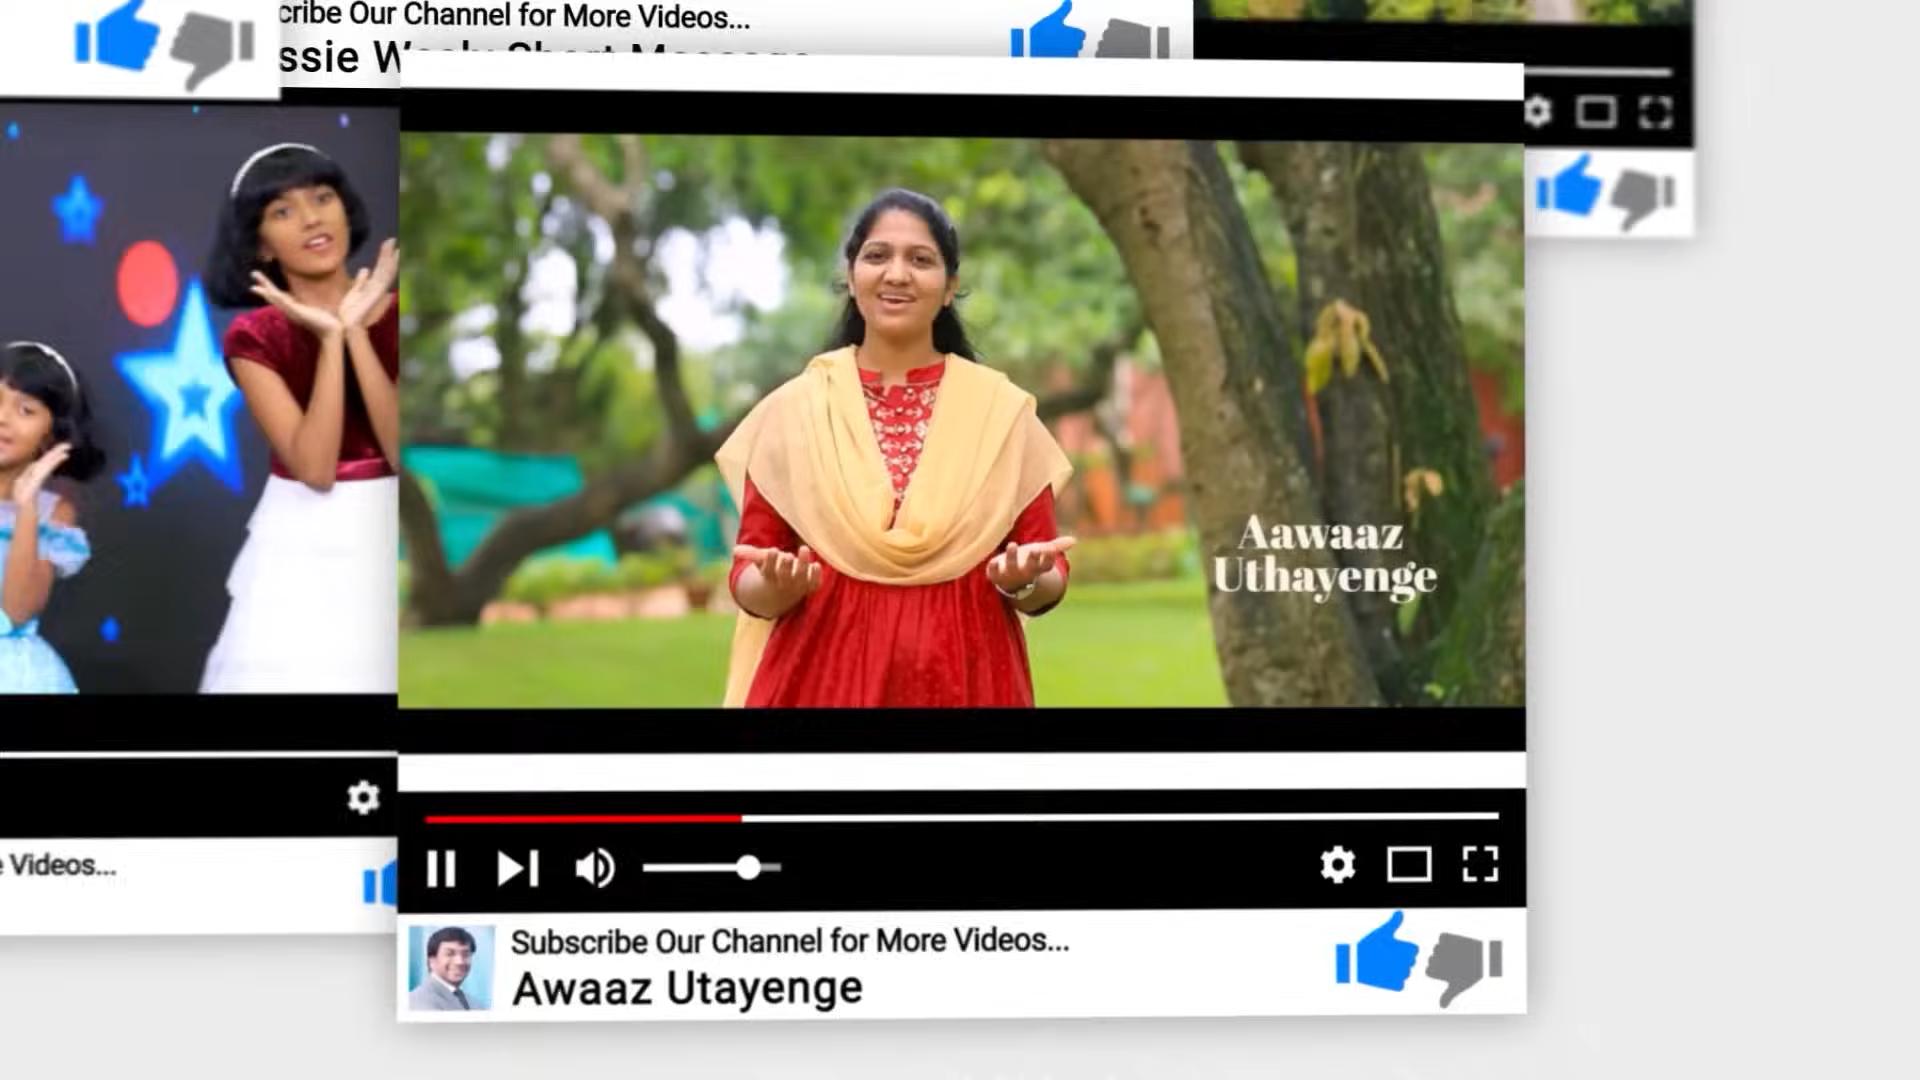 cribe Our Channel for More Videos...
ssie
Aawaaz
Uthayenge
Videos...
Subscribe Our Channel for More Videos...
Awaaz Utayenge